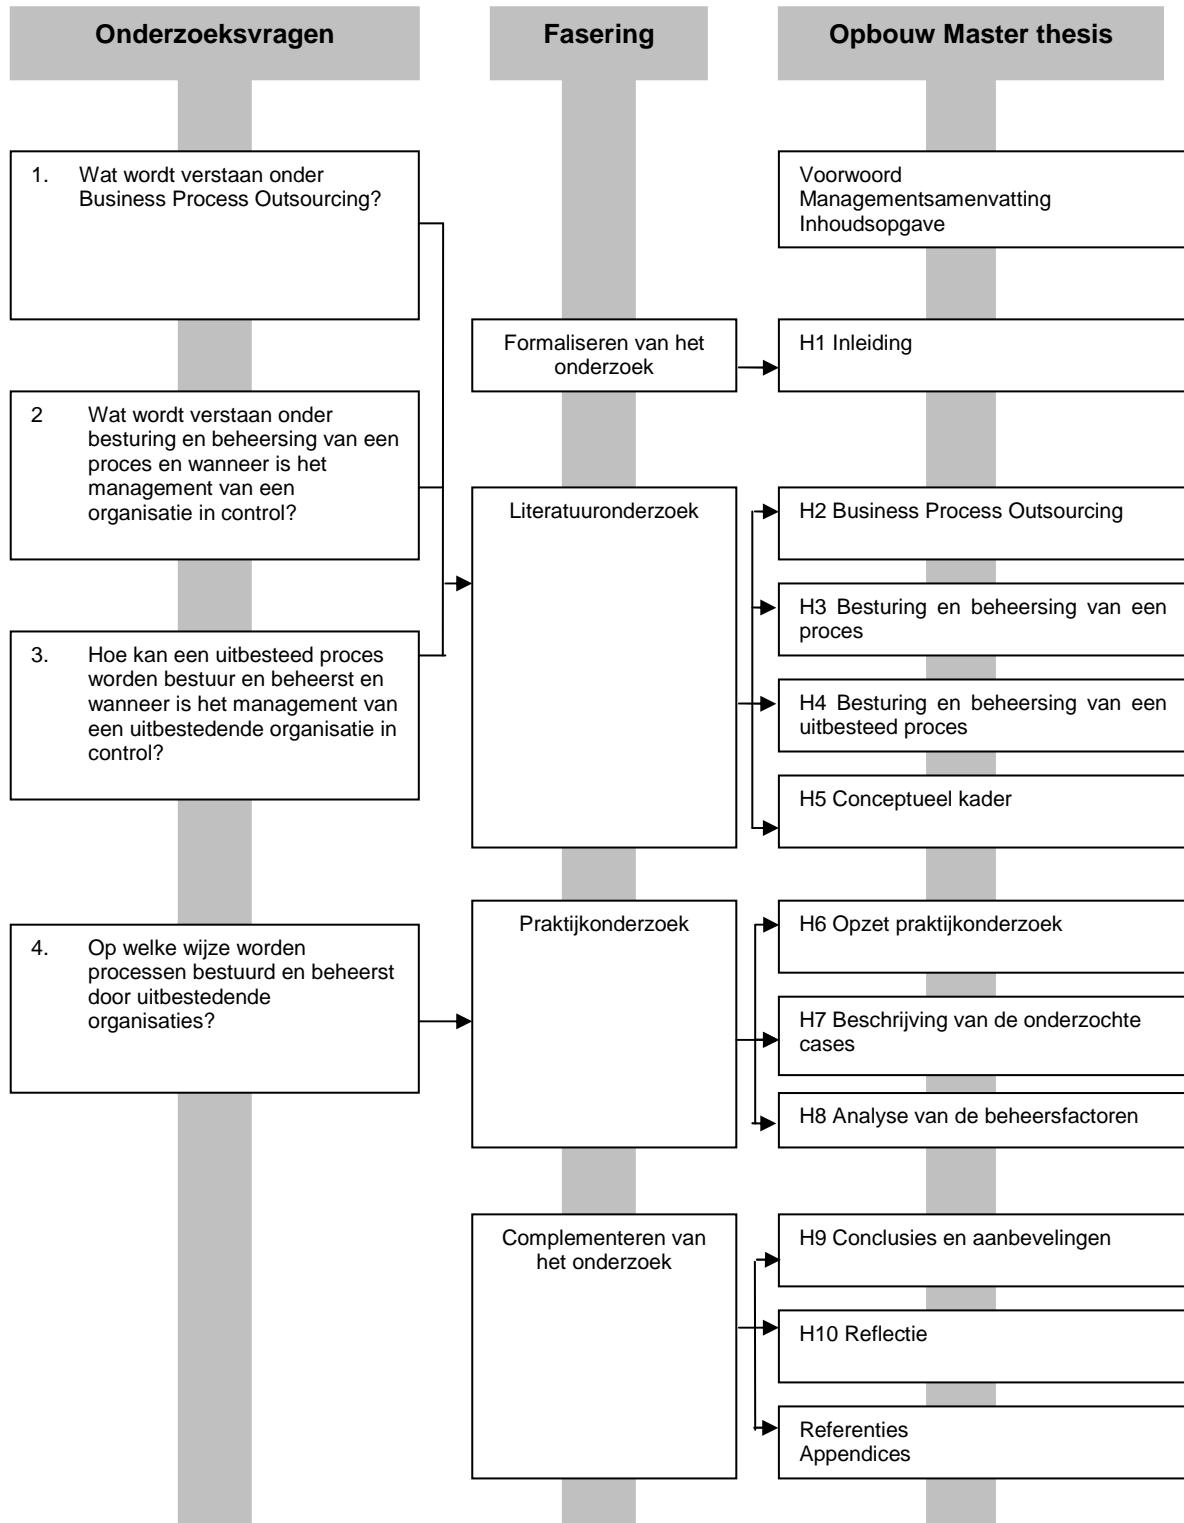 Onderzoeksvragen
Fasering
Opbouw Master thesis
1. Wat wordt verstaan onder
Business Process Outsourcing?
2 Wat wordt verstaan onder
besturing en beheersing van een
proces en wanneer is het
management van een
organisatie in control?
3. Hoe kan een uitbesteed proces
worden bestuur en beheerst en
wanneer is het management van
een uitbestedende organisatie in
control?
4. Op welke wijze worden
processen bestuurd en beheerst
door uitbestedende
organisaties?
Formaliseren van het
onderzoek
Literatuuronderzoek
Praktijkonderzoek
Complementeren van
het onderzoek
Voorwoord
Managementsamenvatting
Inhoudsopgave
H1 Inleiding
H2 Business Process Outsourcing
H3 Besturing en beheersing van een
proces
H4 Besturing en beheersing van een
uitbesteed proces
H5 Conceptueel kader
H6 Opzet praktijkonderzoek
H7 Beschrijving van de onderzochte
cases
H8 Analyse van de beheersfactoren
H9 Conclusies en aanbevelingen
H10 Reflectie
Referenties
Appendices